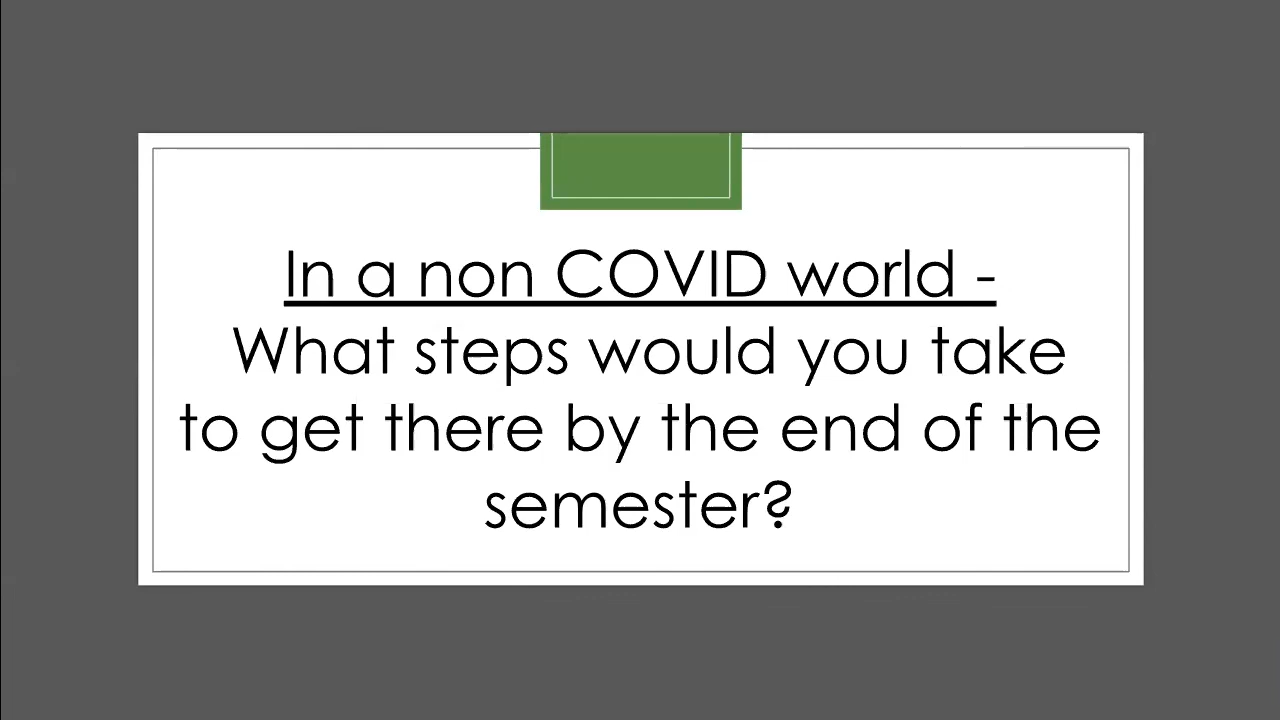 In a non COVID world -
What steps would you take
to get there by the end of the
semester?